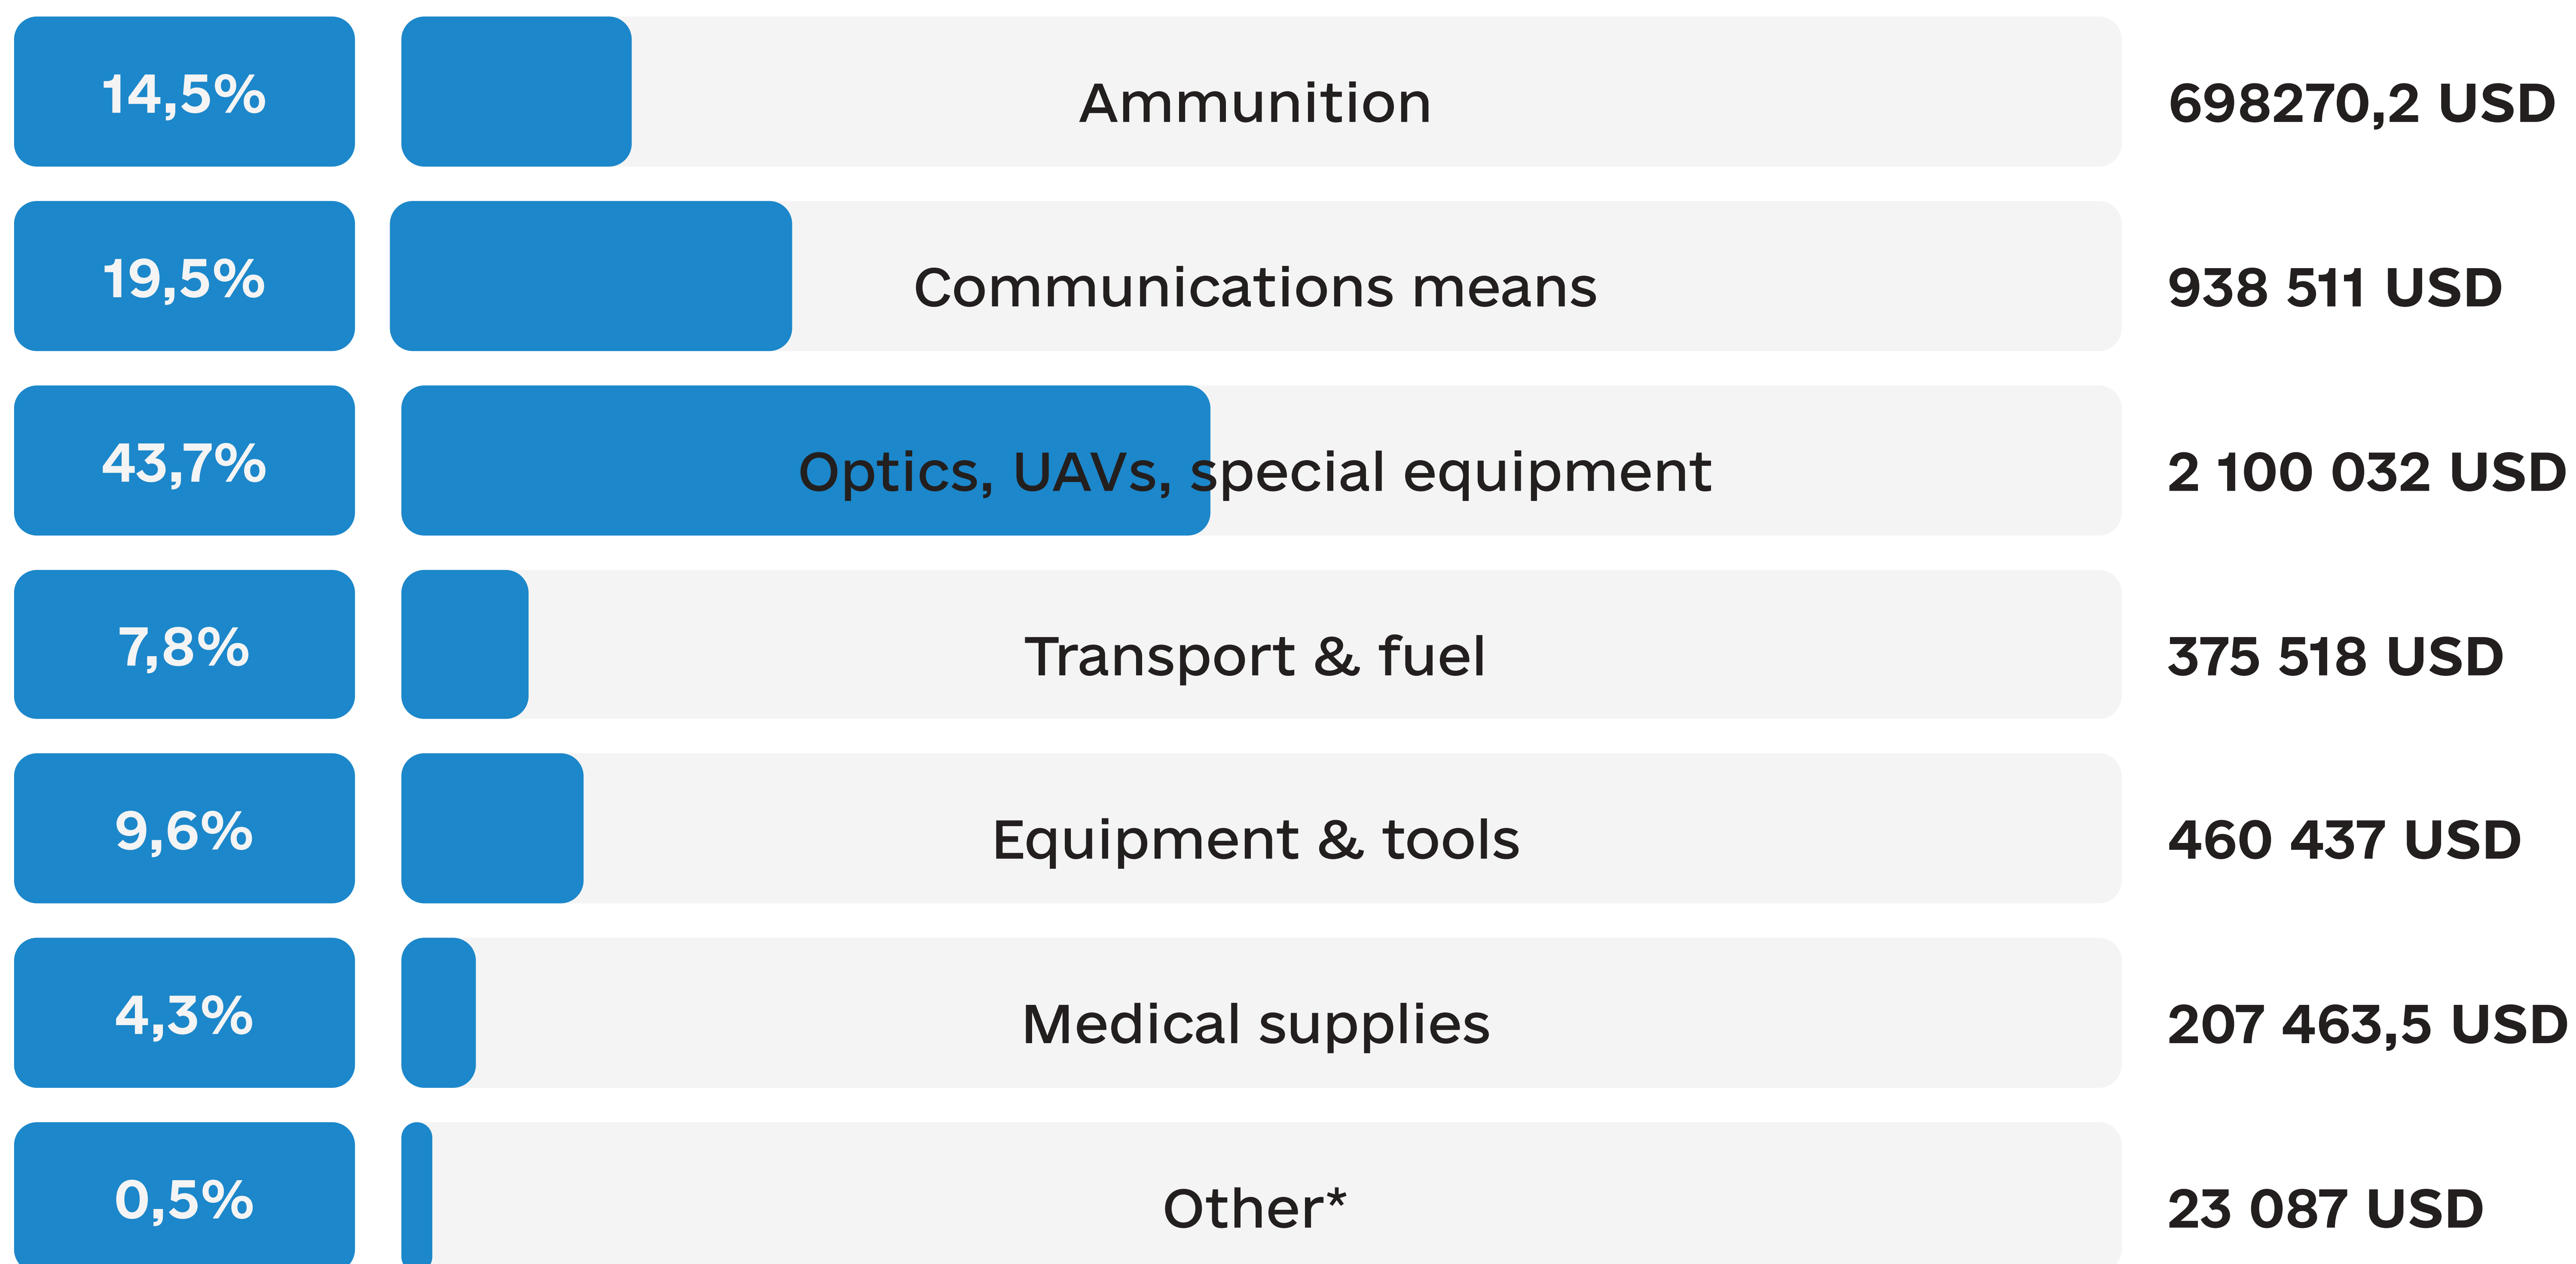 14,5% Ammunition 698270,2 USD
19,5% Communications means 938 511 USD
43,7% Optics, UAVs, special equipment 2 100 032 USD
7,8% Transport & fuel 375 518 USD
9,6% Equipment & tools 460 437 USD
4,3% Medical supplies 207 463,5 USD
0,5% Other* 23 087 USD